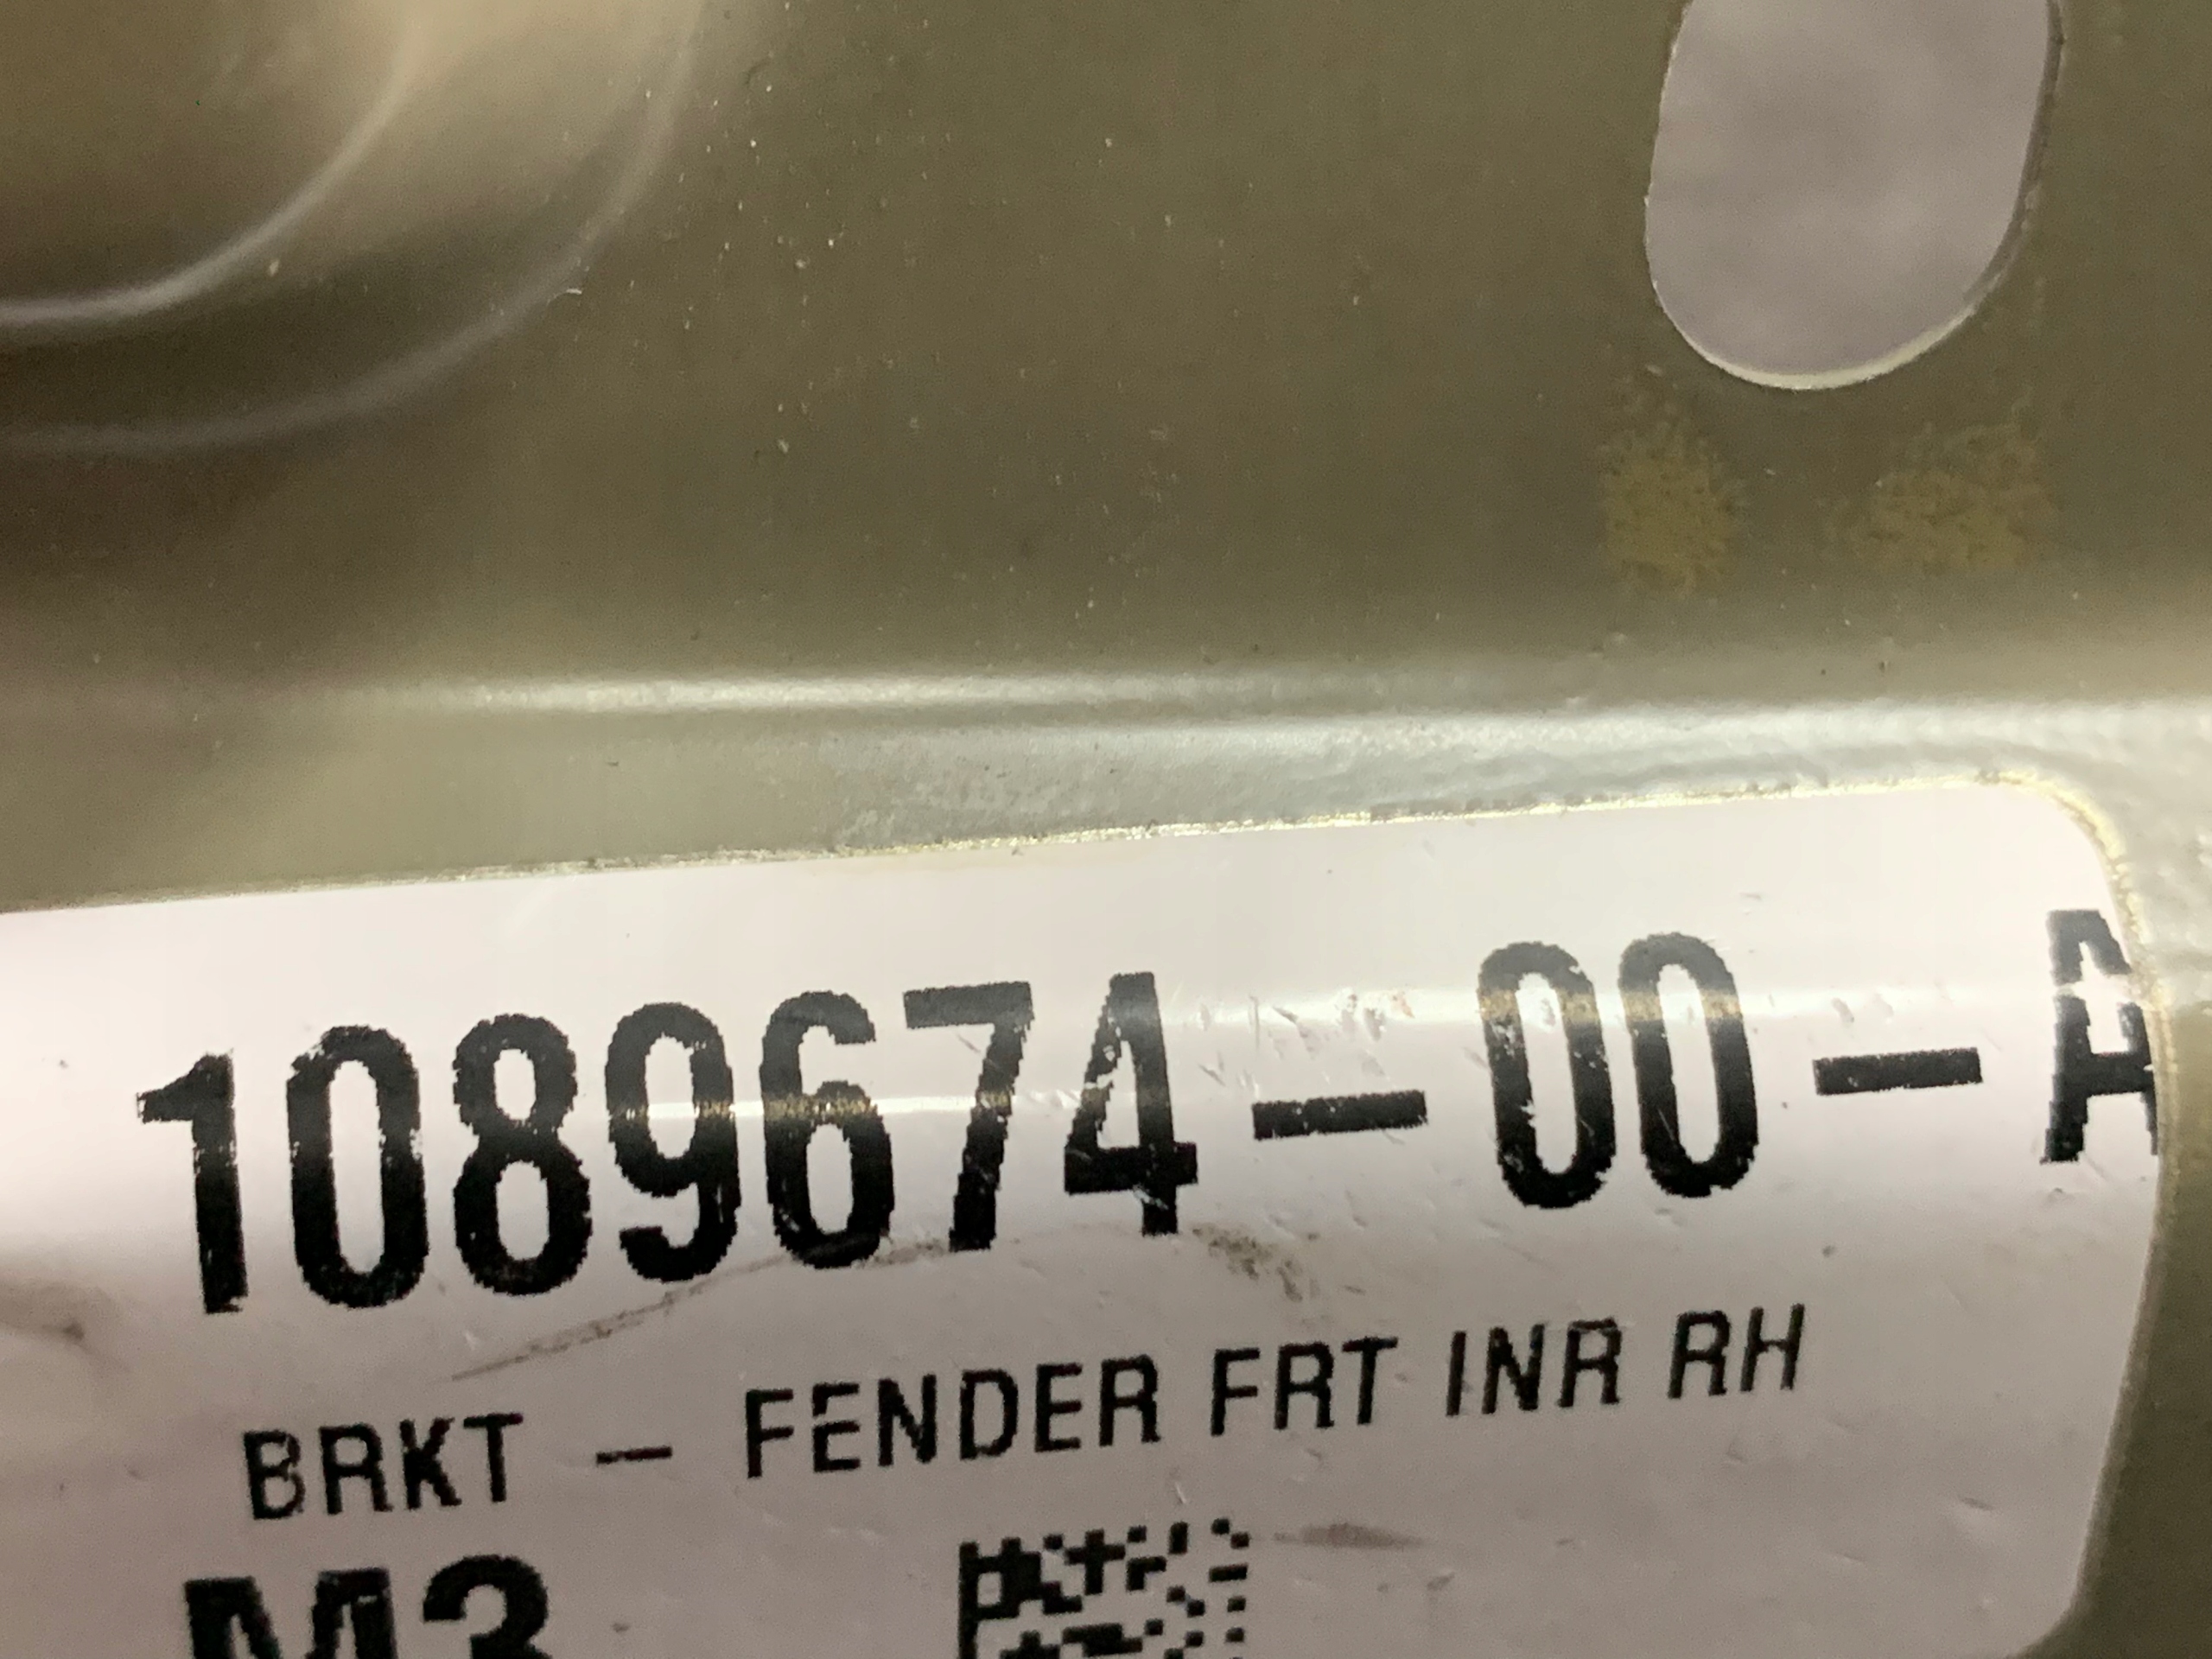 1089674-00-A
BRKT - FENDER FRT INR RH
M3